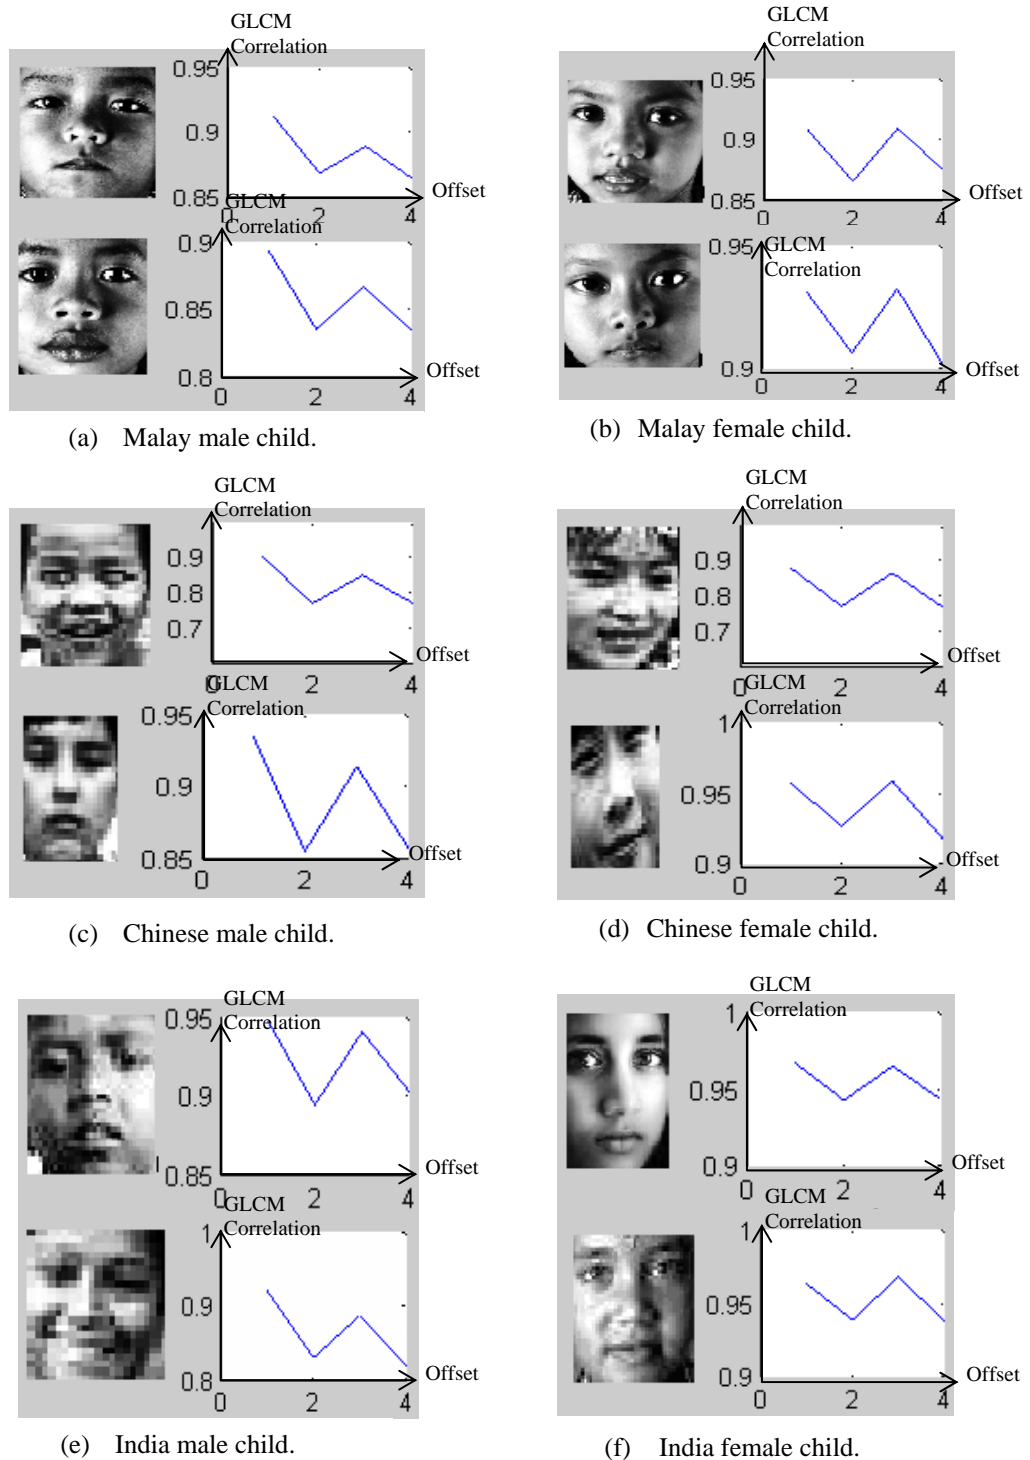 GLCM
Correlation
0.95
0.9
0.85
0 2 4
Offset
GLCM
Correlation
0.9
0.85
0.8
0 2 4
Offset
(a) Malay male child.
GLCM
Correlation
0.95
0.9
0.85
0 2 4
Offset
GLCM
Correlation
0.95
0.9
0 2 4
Offset
(b) Malay female child.
GLCM
Correlation
0.9
0.8
0.7
0 2 4
Offset
GLCM
Correlation
0.95
0.9
0.85
0 2 4
Offset
(c) Chinese male child.
GLCM
Correlation
0.9
0.8
0.7
0 2 4
Offset
GLCM
Correlation
1
0.95
0.9
0 2 4
Offset
(d) Chinese female child.
GLCM
Correlation
0.95
0.9
0.85
0 2 4
Offset
GLCM
Correlation
1
0.9
0.8
0 2 4
Offset
(e) India male child.
GLCM
Correlation
1
0.95
0.9
0 2 4
Offset
GLCM
Correlation
1
0.95
0.9
0 2 4
Offset
(f) India female child.